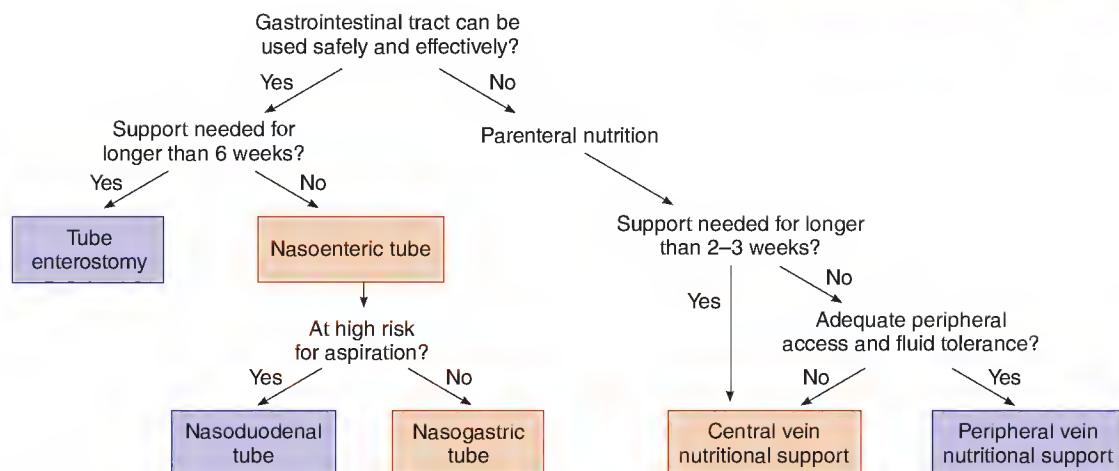 Gastrointestinal tract can be
used safely and effectively?
Yes
No
Support needed for
longer than 6 weeks?
Parenteral nutrition
Yes
No
Tube
enterostomy
Nasoenteric tube
Support needed for longer
than 2–3 weeks?
Yes
No
At high risk
for aspiration?
Adequate peripheral
access and fluid tolerance?
Yes
No
No
Yes
Nasoduodenal
tube
Nasogastric
tube
Central vein
nutritional support
Peripheral vein
nutritional support